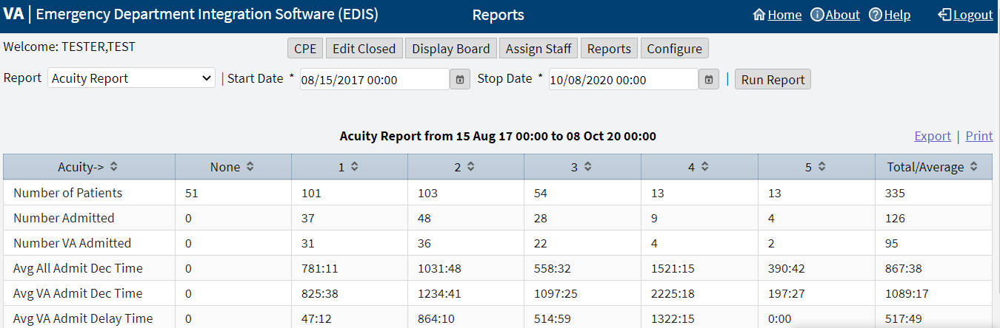 VA | Emergency Department Integration Software (EDIS) Reports Home About Help Logout
Welcome: TESTER,TEST CPE Edit Closed Display Board Assign Staff Reports Configure
Report Acuity Report | Start Date * 08/15/2017 00:00 Stop Date * 10/08/2020 00:00 | Run Report
Acuity Report from 15 Aug 17 00:00 to 08 Oct 20 00:00 Export | Print
Acuity-> None 1 2 3 4 5 Total/Average
Number of Patients 51 101 103 54 13 13 335
Number Admitted 0 37 48 28 9 4 126
Number VA Admitted 0 31 36 22 4 2 95
Avg All Admit Dec Time 0 781:11 1031:48 558:32 1521:15 390:42 867:38
Avg VA Admit Dec Time 0 825:38 1234:41 1097:25 2225:18 197:27 1089:17
Avg VA Admit Delay Time 0 47:12 864:10 514:59 1322:15 0:00 517:49